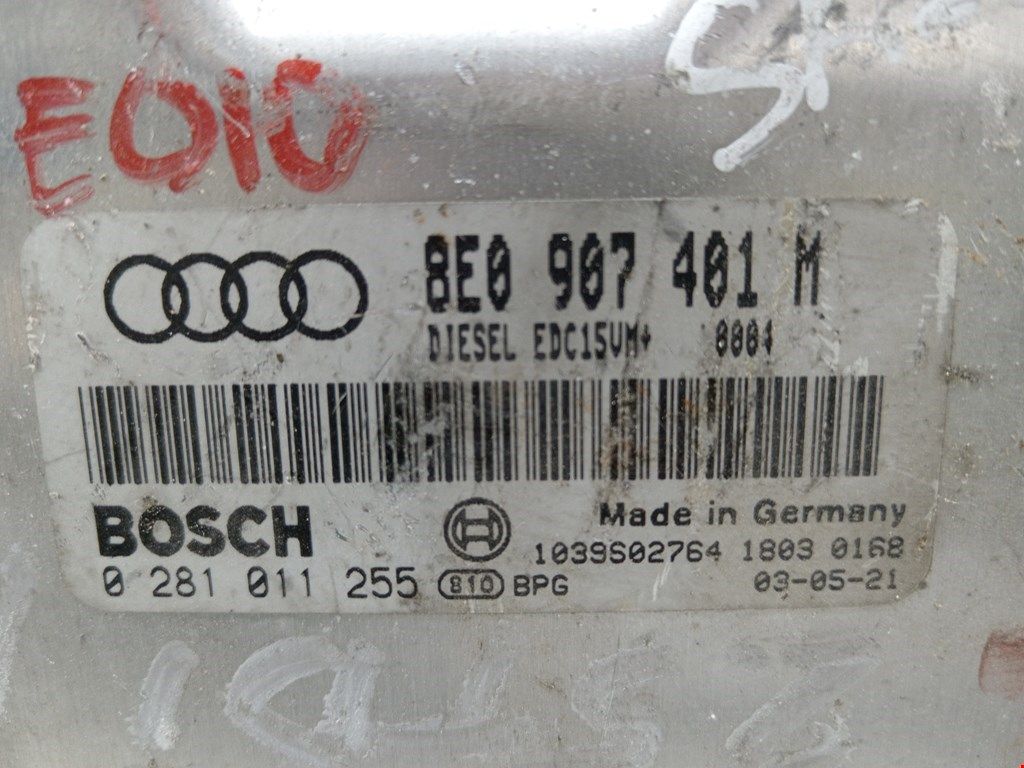 E010
8E0 907 401 M
DIESEL EDC15VM+ 0004
BOSCH
Made in Germany
1039S02764 1803 0168
0 281 011 255 810 BPG
03-05-21